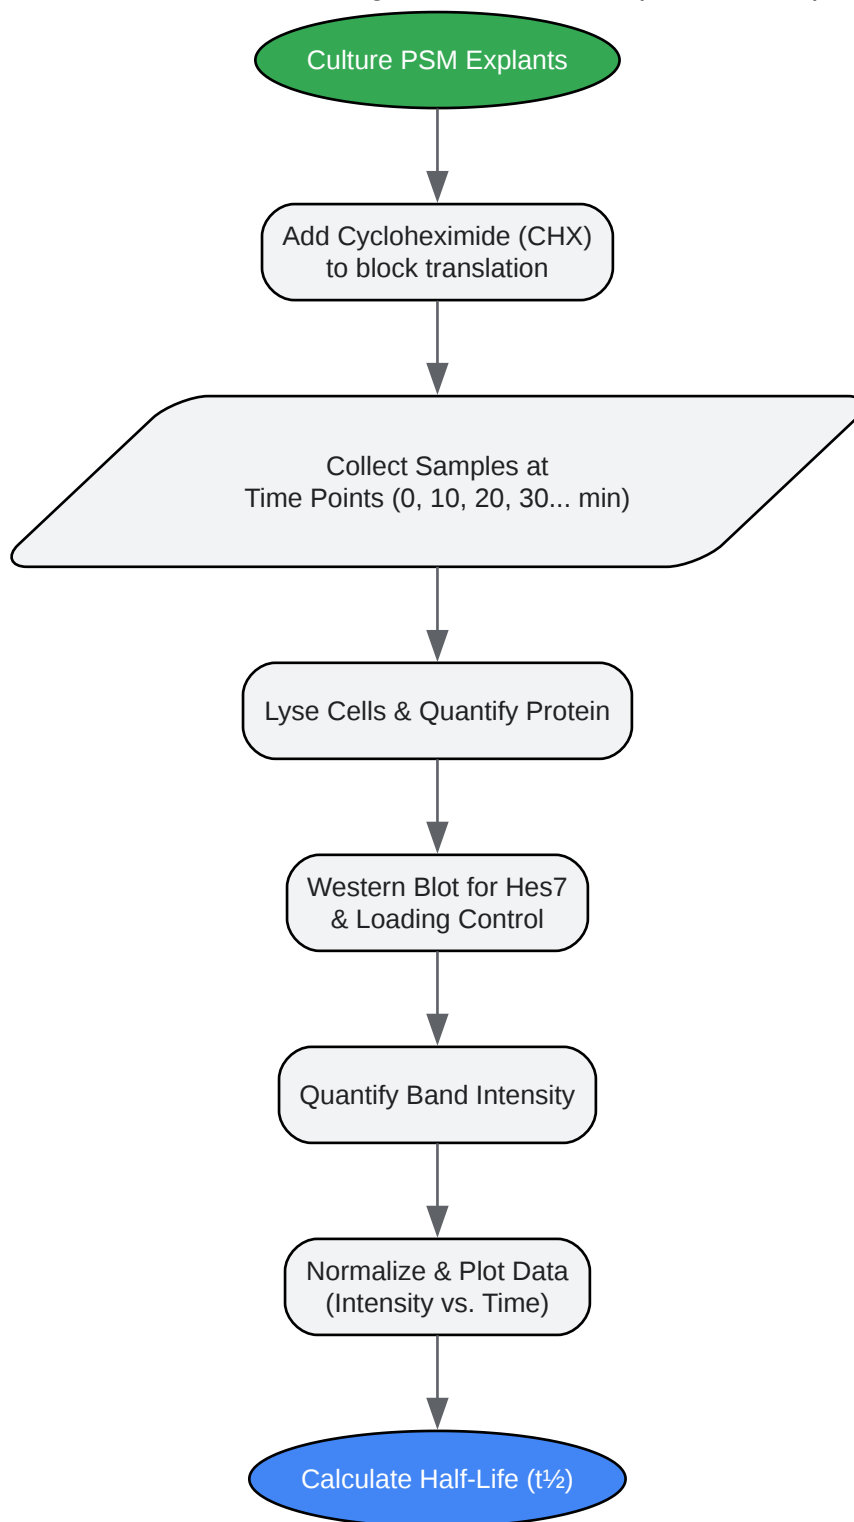 Culture PSM Explants
Add Cycloheximide (CHX)
to block translation
Collect Samples at
Time Points (0, 10, 20, 30... min)
Lyse Cells & Quantify Protein
Western Blot for Hes7
& Loading Control
Quantify Band Intensity
Normalize & Plot Data
(Intensity vs. Time)
Calculate Half-Life (t½)